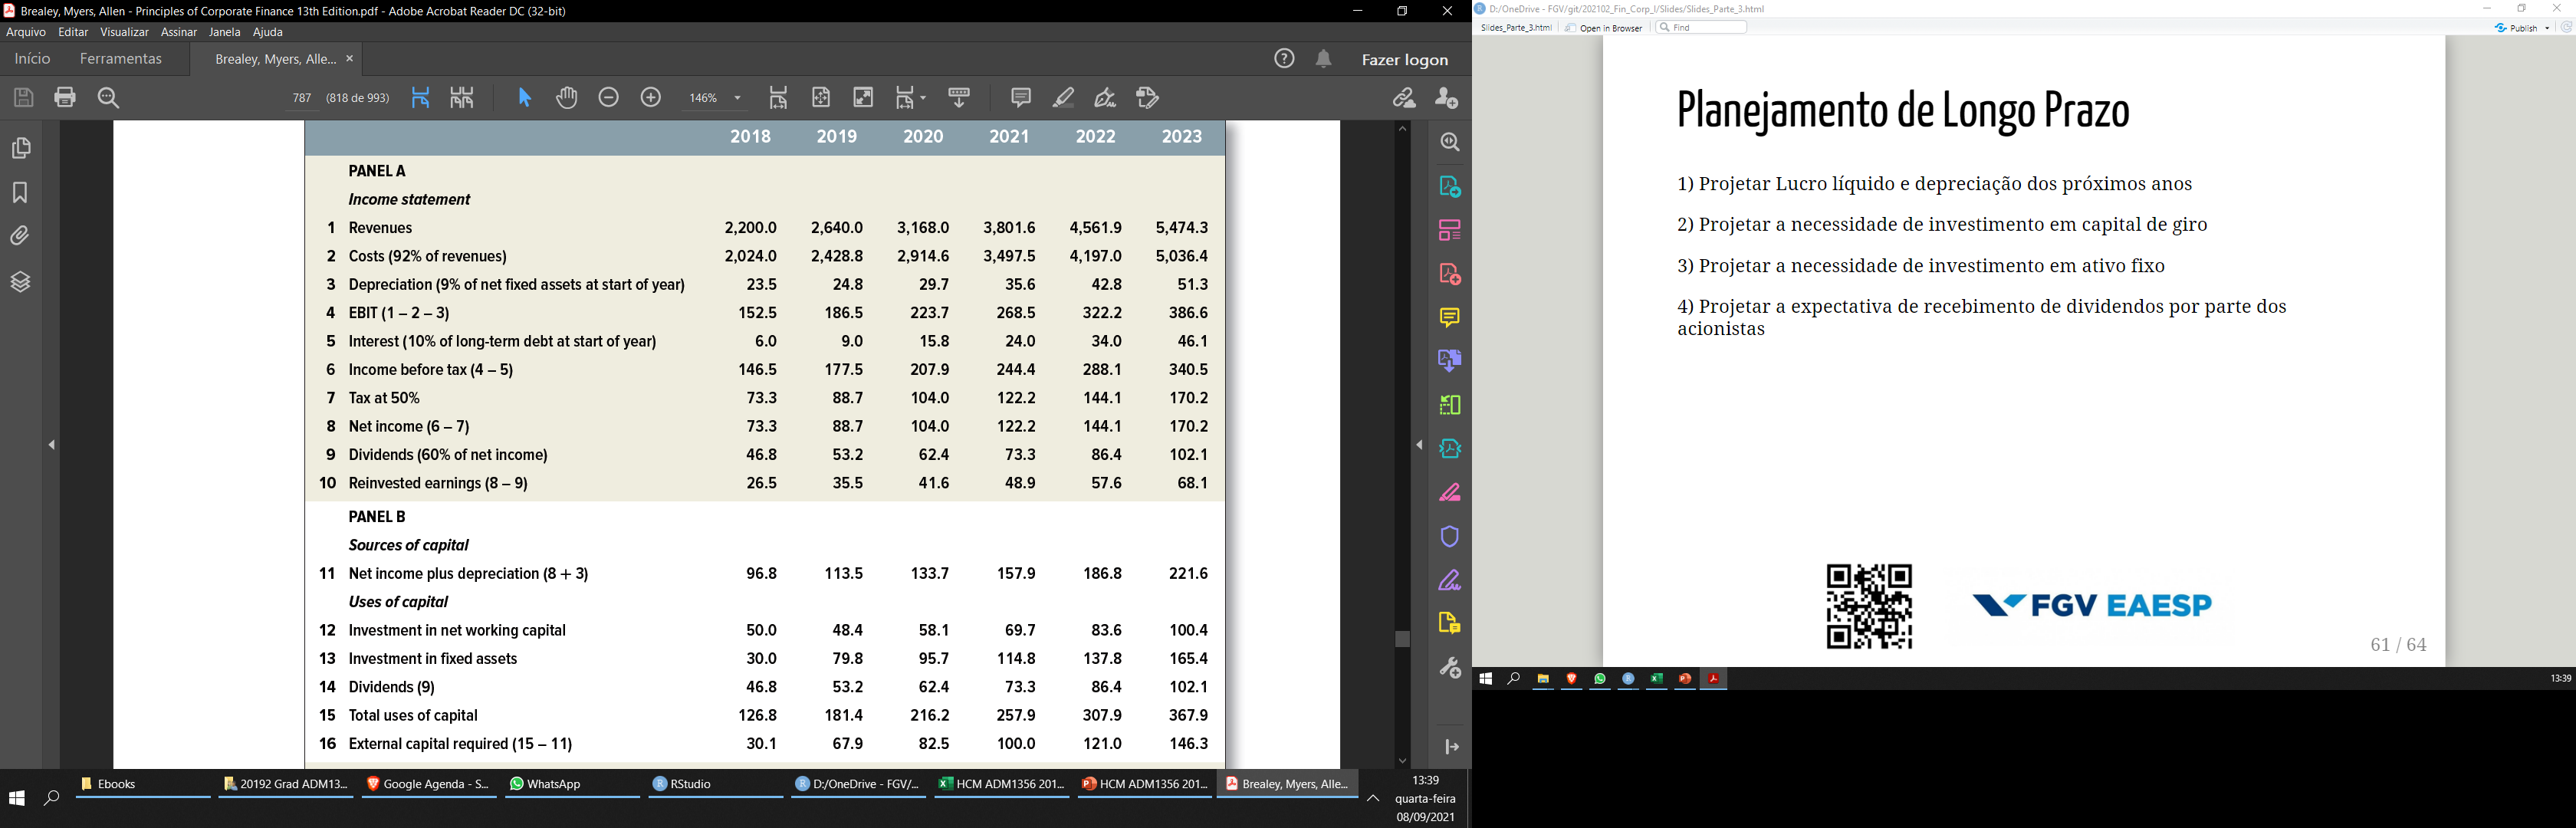 Brealey, Myers, Allen - Principles of Corporate Finance 13th Edition.pdf - Adobe Acrobat Reader DC (32-bit)
Arquivo Editar Visualizar Assinar Janela Ajuda
Início Ferramentas Brealey, Myers, Alle... × Fazer logon
787 (818 de 993) 146%
2018 2019 2020 2021 2022 2023
PANEL A
Income statement
1 Revenues 2,200.0 2,640.0 3,168.0 3,801.6 4,561.9 5,474.3
2 Costs (92% of revenues) 2,024.0 2,428.8 2,914.6 3,497.5 4,197.0 5,036.4
3 Depreciation (9% of net fixed assets at start of year) 23.5 24.8 29.7 35.6 42.8 51.3
4 EBIT (1 – 2 – 3) 152.5 186.5 223.7 268.5 322.2 386.6
5 Interest (10% of long-term debt at start of year) 6.0 9.0 15.8 24.0 34.0 46.1
6 Income before tax (4 – 5) 146.5 177.5 207.9 244.4 288.1 340.5
7 Tax at 50% 73.3 88.7 104.0 122.2 144.1 170.2
8 Net income (6 – 7) 73.3 88.7 104.0 122.2 144.1 170.2
9 Dividends (60% of net income) 46.8 53.2 62.4 73.3 86.4 102.1
10 Reinvested earnings (8 – 9) 26.5 35.5 41.6 48.9 57.6 68.1
PANEL B
Sources of capital
11 Net income plus depreciation (8 + 3) 96.8 113.5 133.7 157.9 186.8 221.6
Uses of capital
12 Investment in net working capital 50.0 48.4 58.1 69.7 83.6 100.4
13 Investment in fixed assets 30.0 79.8 95.7 114.8 137.8 165.4
14 Dividends (9) 46.8 53.2 62.4 73.3 86.4 102.1
15 Total uses of capital 126.8 181.4 216.2 257.9 307.9 367.9
16 External capital required (15 – 11) 30.1 67.9 82.5 100.0 121.0 146.3
Ebooks 20192 Grad ADM13... Google Agenda - S... WhatsApp RStudio D:/OneDrive - FGV/... HCM ADM1356 201... HCM ADM1356 201... Brealey, Myers, Alle...
13:39
quarta-feira
08/09/2021
D:/OneDrive - FGV/git/202102_Fin_Corp_I/Slides/Slides_Parte_3.html
Slides_Parte_3.html Open in Browser Find Publish
Planejamento de Longo Prazo
1) Projetar Lucro líquido e depreciação dos próximos anos
2) Projetar a necessidade de investimento em capital de giro
3) Projetar a necessidade de investimento em ativo fixo
4) Projetar a expectativa de recebimento de dividendos por parte dos
acionistas
FGV EAESP
61 / 64
13:39